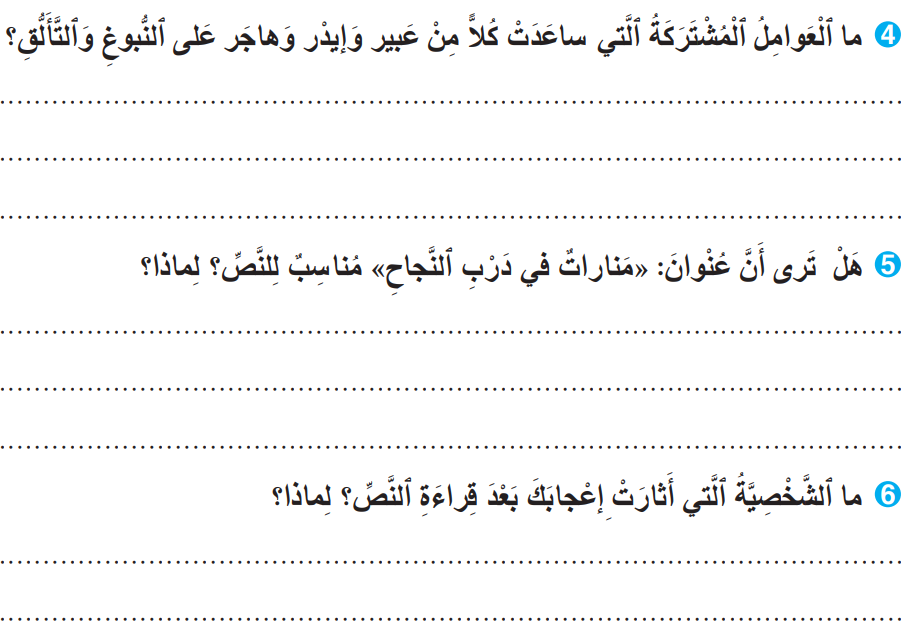 4 ما ٱلْعَوامِلُ ٱلْمُشْتَرَكَةُ ٱلَّتي ساعَدَتْ كُلاًّ مِنْ عَبير وَإيدْر وَهاجَر عَلى ٱلنُّبوغِ وَٱلتَّأَلُّقِ؟
5 هَلْ تَرى أَنَّ عُنْوانَ: «مَناراتٌ في دَرْبِ ٱلنَّجاحِ» مُناسِبٌ لِلنَّصِّ؟ لِماذا؟
6 ما ٱلشَّخْصِيَّةُ ٱلَّتي أَثارَتْ إِعْجابَكَ بَعْدَ قِراءَةِ ٱلنَّصِّ؟ لِماذا؟